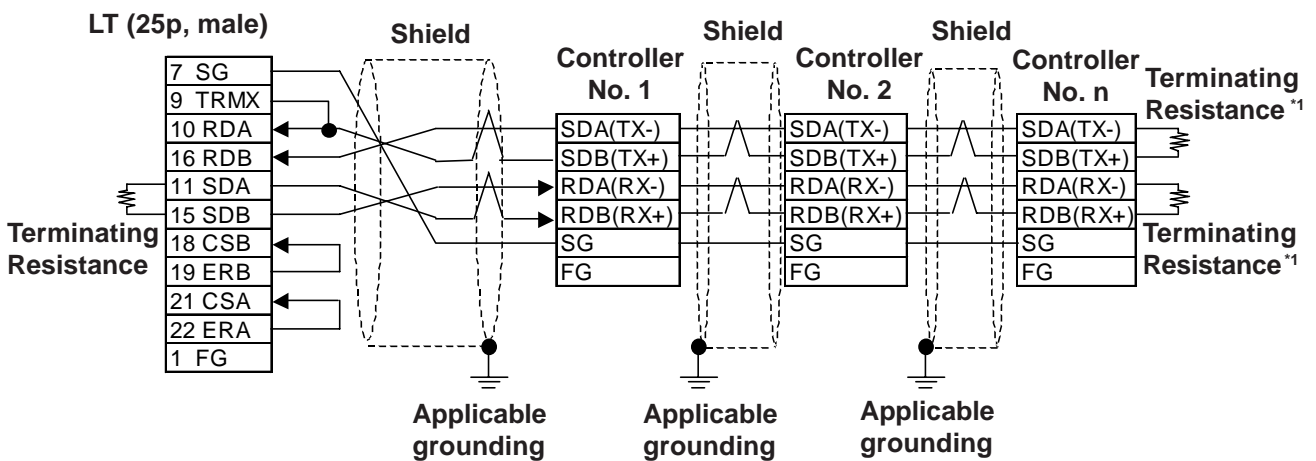 LT (25p, male)
7 SG
9 TRMX
10 RDA
16 RDB
11 SDA
15 SDB
18 CSB
19 ERB
21 CSA
22 ERA
1 FG
Terminating
Resistance
Shield
Applicable
grounding
Controller
No. 1
SDA(TX-)
SDB(TX+)
RDA(RX-)
RDB(RX+)
SG
FG
Shield
Applicable
grounding
Controller
No. 2
SDA(TX-)
SDB(TX+)
RDA(RX-)
RDB(RX+)
SG
FG
Shield
Applicable
grounding
Controller
No. n
SDA(TX-)
SDB(TX+)
RDA(RX-)
RDB(RX+)
SG
FG
Terminating
Resistance *1
Terminating
Resistance *1